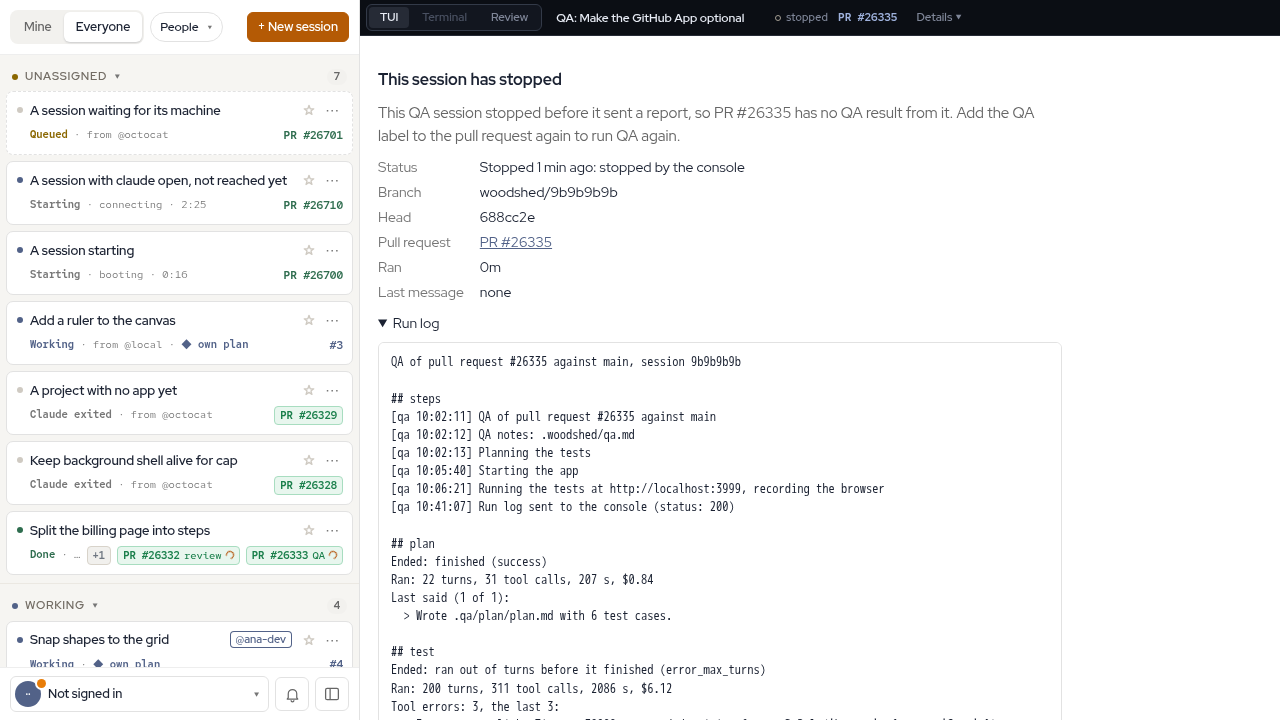 Mine Everyone People + New session
UNASSIGNED 7
A session waiting for its machine
Queued · from @octocat PR #26701
A session with claude open, not reached yet
Starting · connecting · 2:25 PR #26710
A session starting
Starting · booting · 0:16 PR #26700
Add a ruler to the canvas
Working · from @local · ◆ own plan #3
A project with no app yet
Claude exited · from @octocat PR #26329
Keep background shell alive for cap
Claude exited · from @octocat PR #26328
Split the billing page into steps
Done · … +1 PR #26332 review PR #26333 QA
WORKING 4
Snap shapes to the grid @ana-dev
Working · ◆ own plan #4
Not signed in
TUI Terminal Review QA: Make the GitHub App optional stopped PR #26335 Details
This session has stopped
This QA session stopped before it sent a report, so PR #26335 has no QA result from it. Add the QA
label to the pull request again to run QA again.
Status Stopped 1 min ago: stopped by the console
Branch woodshed/9b9b9b9b
Head 688cc2e
Pull request PR #26335
Ran 0m
Last message none
Run log
QA of pull request #26335 against main, session 9b9b9b9b
## steps
[qa 10:02:11] QA of pull request #26335 against main
[qa 10:02:12] QA notes: .woodshed/qa.md
[qa 10:02:13] Planning the tests
[qa 10:05:40] Starting the app
[qa 10:06:21] Running the tests at http://localhost:3999, recording the browser
[qa 10:41:07] Run log sent to the console (status: 200)
## plan
Ended: finished (success)
Ran: 22 turns, 31 tool calls, 207 s, $0.84
Last said (1 of 1):
> Wrote .qa/plan/plan.md with 6 test cases.
## test
Ended: ran out of turns before it finished (error_max_turns)
Ran: 200 turns, 311 tool calls, 2086 s, $6.12
Tool errors: 3, the last 3: